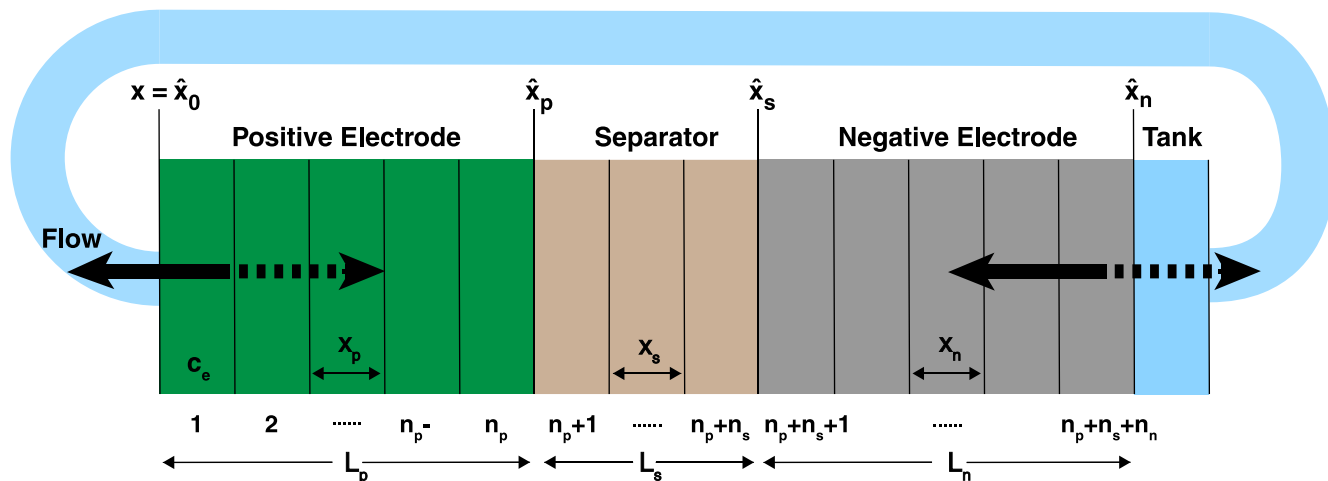 x = x̂₀ x̂ₚ x̂ₛ x̂ₙ
Positive Electrode Separator Negative Electrode Tank
Flow
cₑ xₚ xₛ xₙ
1 2 ...... nₚ- nₚ nₚ+1 ...... nₚ+nₛ nₚ+nₛ+1 ...... nₚ+nₛ+nₙ
Lₚ Lₛ Lₙ